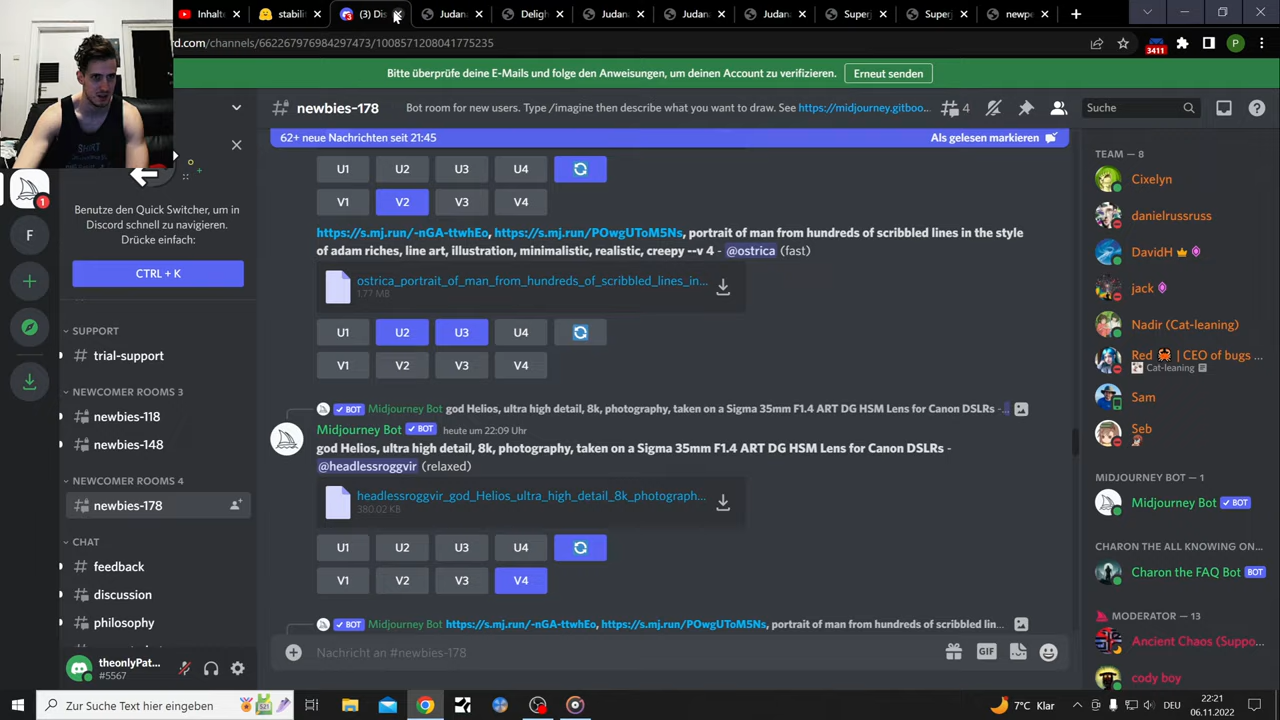 Inhalte
stabili
(3) Dis
Judan
Deligh
Judan
Judan
Judan
Super
Super
newpe
rd.com/channels/662267976984297473/1008571208041775235
3411
P
Bitte überprüfe deine E-Mails und folge den Anweisungen, um deinen Account zu verifizieren.
Erneut senden
newbies-178
Bot room for new users. Type /imagine then describe what you want to draw. See https://midjourney.gitboo...
4
Suche
62+ neue Nachrichten seit 21:45
Als gelesen markieren
1
F
Benutze den Quick Switcher, um in
Discord schnell zu navigieren.
Drücke einfach:
CTRL + K
SUPPORT
trial-support
NEWCOMER ROOMS 3
newbies-118
newbies-148
NEWCOMER ROOMS 4
newbies-178
CHAT
feedback
discussion
philosophy
theonlyPat...
#5567
U1 U2 U3 U4
V1 V2 V3 V4
https://s.mj.run/-nGA-ttwhEo, https://s.mj.run/POwgUToM5Ns, portrait of man from hundreds of scribbled lines in the
style of adam riches, line art, illustration, minimalistic, realistic, creepy --v 4 - @ostrica (fast)
ostrica_portrait_of_man_from_hundreds_of_scribbled_lines_in...
1.77 MB
U1 U2 U3 U4
V1 V2 V3 V4
BOT Midjourney Bot god Helios, ultra high detail, 8k, photography, taken on a Sigma 35mm F1.4 ART DG HSM Lens for Canon DSLRs - ...
Midjourney Bot BOT heute um 22:09 Uhr
god Helios, ultra high detail, 8k, photography, taken on a Sigma 35mm F1.4 ART DG HSM Lens for Canon DSLRs -
@headlessroggvir (relaxed)
headlessroggvir_god_Helios_ultra_high_detail_8k_photograph...
380.02 KB
U1 U2 U3 U4
V1 V2 V3 V4
BOT Midjourney Bot https://s.mj.run/-nGA-ttwhEo, https://s.mj.run/POwgUToM5Ns, portrait of man from hundreds of scribbled lin...
Nachricht an #newbies-178
GIF
TEAM — 8
Cixelyn
danielrussruss
DavidH
jack
Nadir (Cat-leaning)
Red | CEO of bugs ...
Cat-leaning
Sam
Seb
MIDJOURNEY BOT — 1
Midjourney Bot BOT
CHARON THE ALL KNOWING ON...
Charon the FAQ Bot BOT
MODERATOR — 13
Ancient Chaos (Suppo...
cody boy
Zur Suche Text hier eingeben
7°C Klar
DEU
22:21
06.11.2022